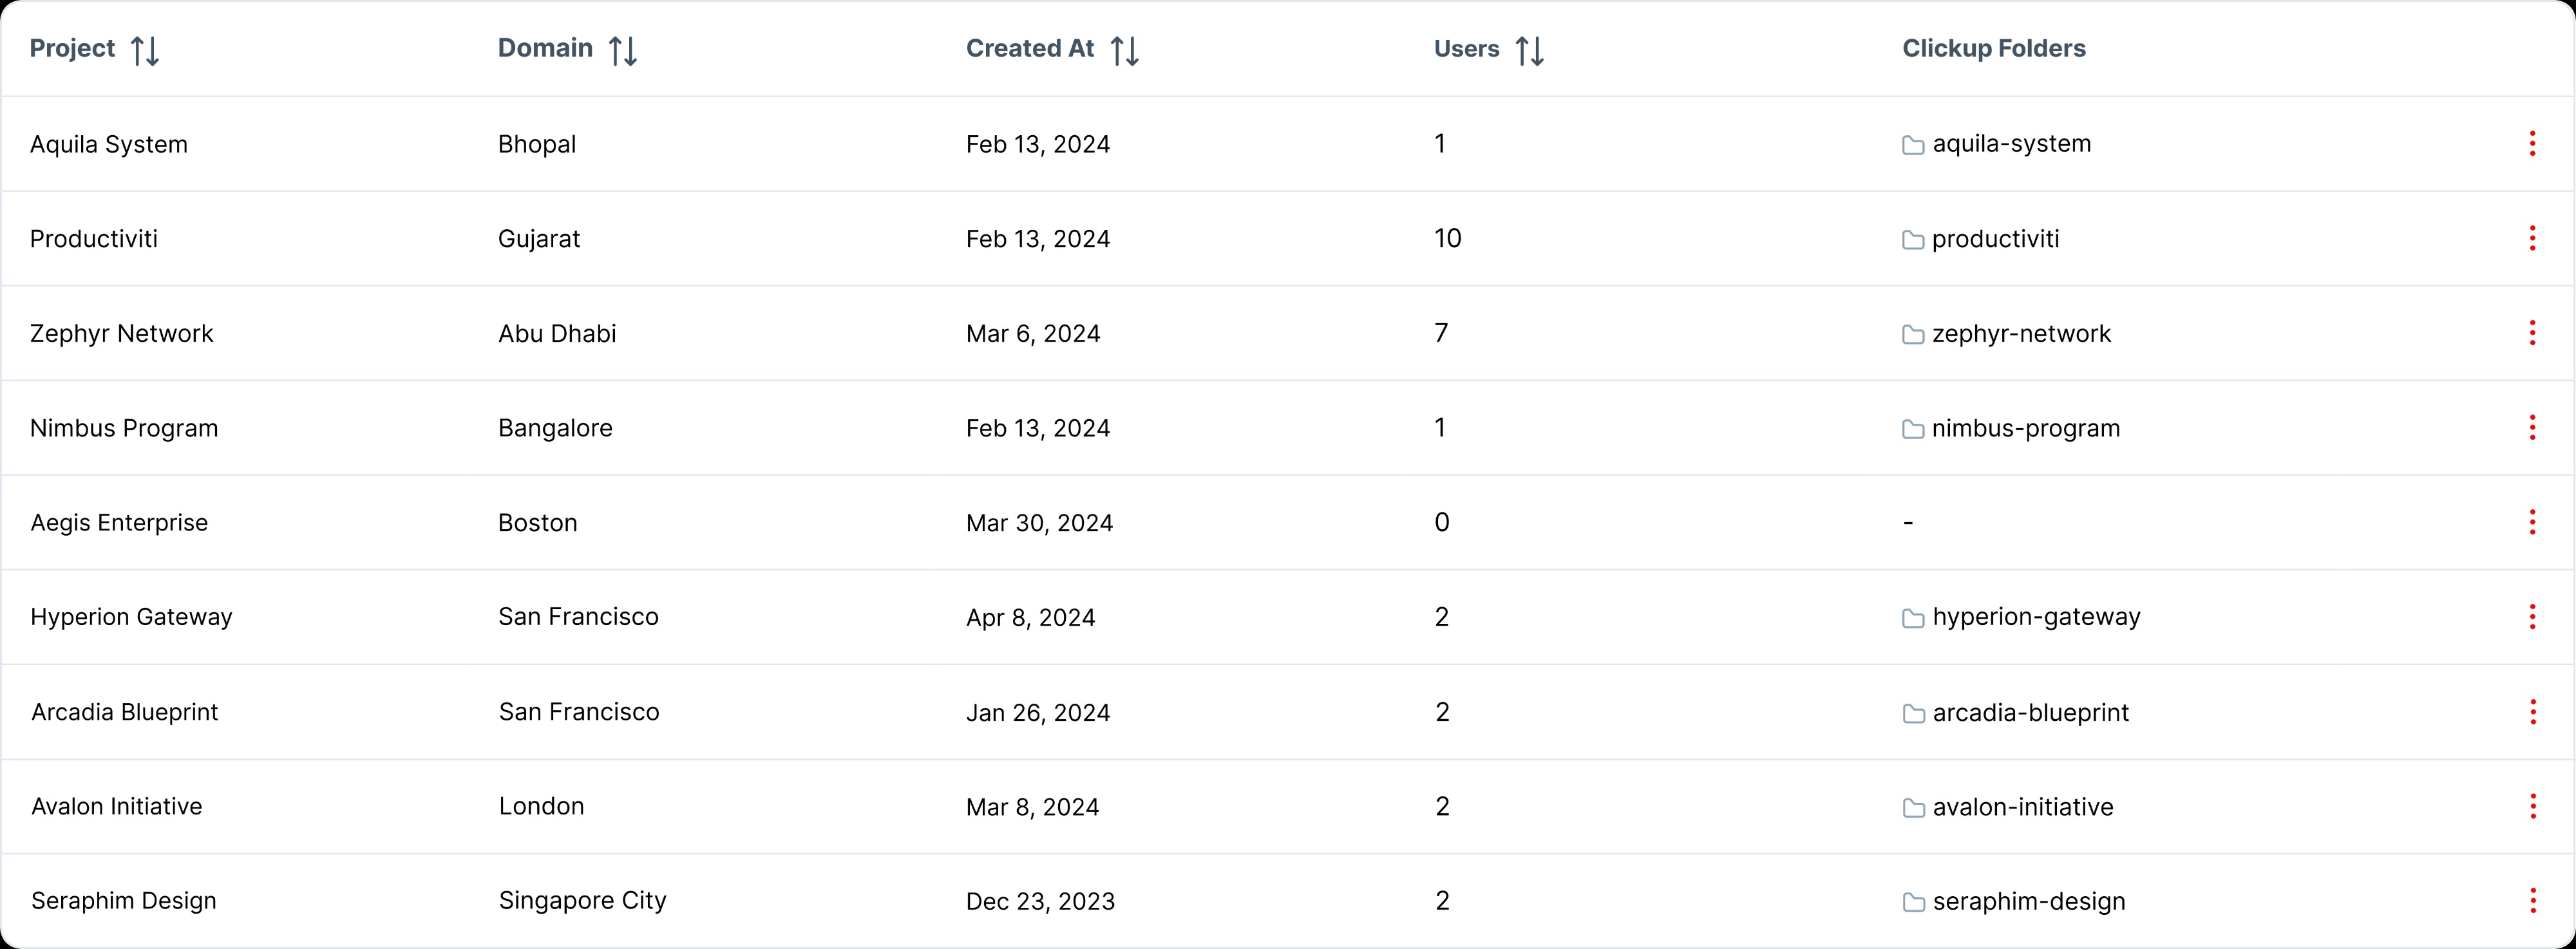 Project Domain Created At Users Clickup Folders
Aquila System Bhopal Feb 13, 2024 1 aquila-system
Productiviti Gujarat Feb 13, 2024 10 productiviti
Zephyr Network Abu Dhabi Mar 6, 2024 7 zephyr-network
Nimbus Program Bangalore Feb 13, 2024 1 nimbus-program
Aegis Enterprise Boston Mar 30, 2024 0 -
Hyperion Gateway San Francisco Apr 8, 2024 2 hyperion-gateway
Arcadia Blueprint San Francisco Jan 26, 2024 2 arcadia-blueprint
Avalon Initiative London Mar 8, 2024 2 avalon-initiative
Seraphim Design Singapore City Dec 23, 2023 2 seraphim-design